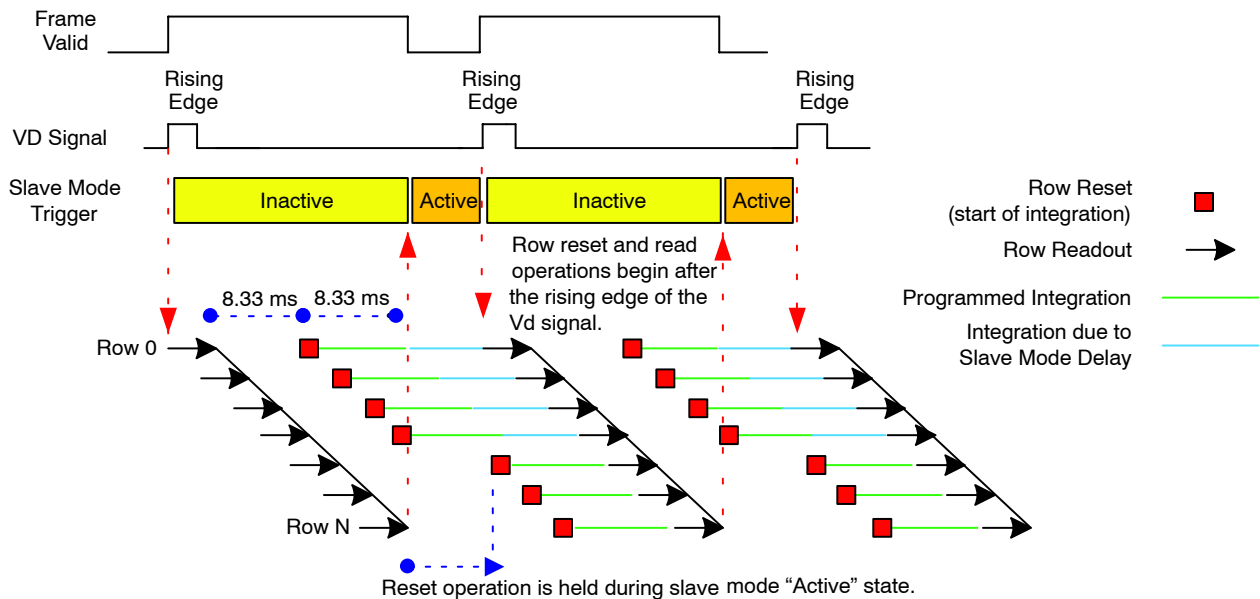 Frame
Valid
Rising
Edge
Rising
Edge
Rising
Edge
VD Signal
Slave Mode
Trigger
Inactive
Active
Inactive
Active
Row Reset
(start of integration)
Row Readout
Programmed Integration
Integration due to
Slave Mode Delay
Row reset and read
operations begin after
the rising edge of the
Vd signal.
8.33 ms
8.33 ms
Row 0
Row N
Reset operation is held during slave mode “Active” state.